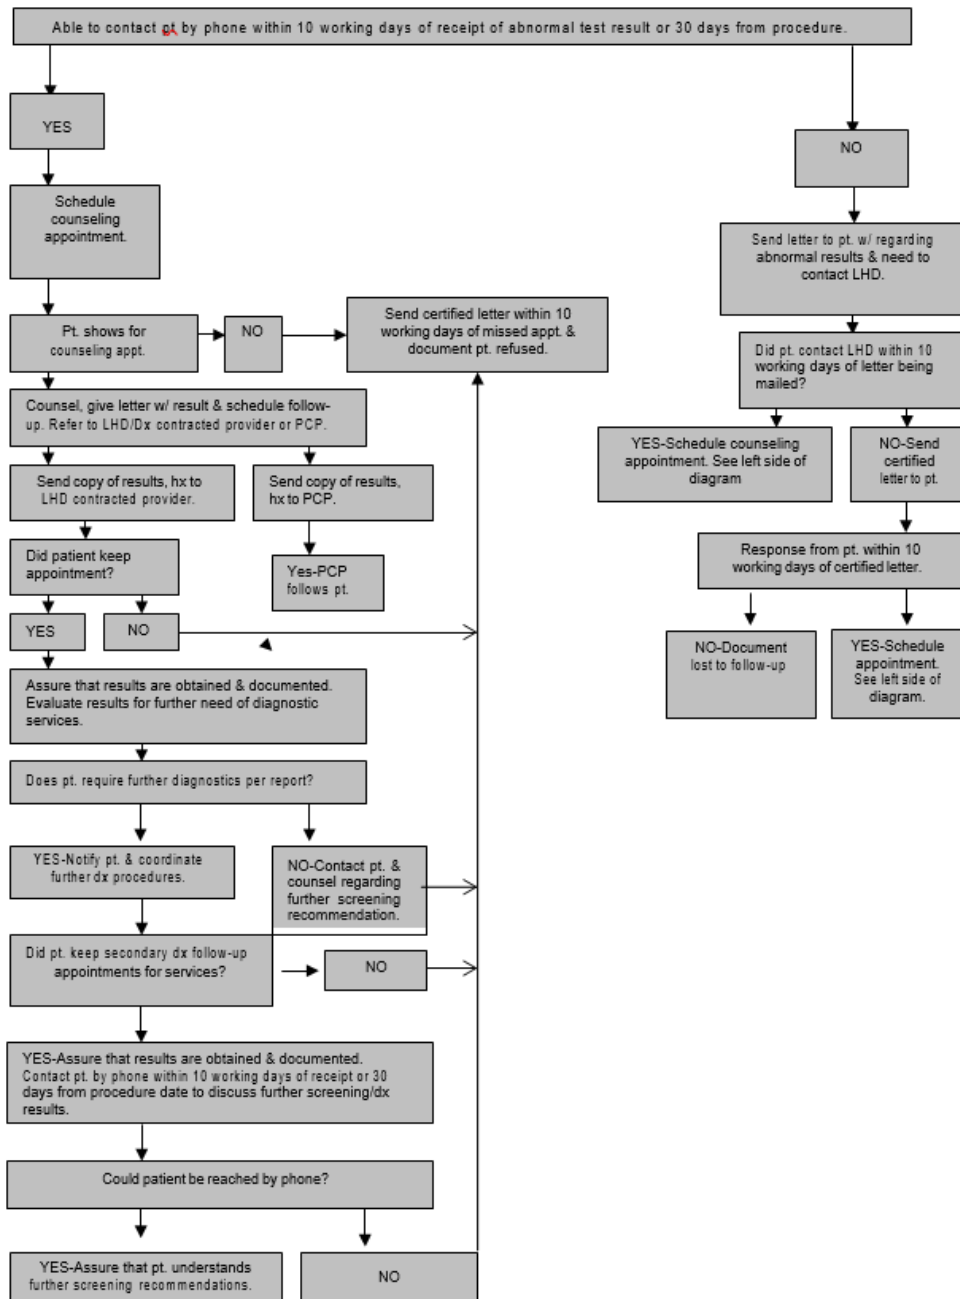 Able to contact pt by phone within 10 working days of receipt of abnormal test result or 30 days from procedure.
YES
NO
Schedule
counseling
appointment.
Send letter to pt. w/ regarding
abnormal results & need to
contact LHD.
Pt. shows for
counseling appt.
NO
Send certified letter within 10
working days of missed appt. &
document pt. refused.
Did pt. contact LHD within 10
working days of letter being
mailed?
Counsel, give letter w/ result & schedule follow-
up. Refer to LHD/Dx contracted provider or PCP.
YES-Schedule counseling
appointment. See left side of
diagram
NO-Send
certified
letter to pt.
Send copy of results, hx to
LHD contracted provider.
Send copy of results,
hx to PCP.
Response from pt. within 10
working days of certified letter.
Did patient keep
appointment?
Yes-PCP
follows pt.
YES
NO
NO-Document
lost to follow-up
YES-Schedule
appointment.
See left side of
diagram.
Assure that results are obtained & documented.
Evaluate results for further need of diagnostic
services.
Does pt. require further diagnostics per report?
YES-Notify pt. & coordinate
further dx procedures.
NO-Contact pt. &
counsel regarding
further screening
recommendation.
Did pt. keep secondary dx follow-up
appointments for services?
NO
YES-Assure that results are obtained & documented.
Contact pt. by phone within 10 working days of receipt or 30
days from procedure date to discuss further screening/dx
results.
Could patient be reached by phone?
YES-Assure that pt. understands
further screening recommendations.
NO